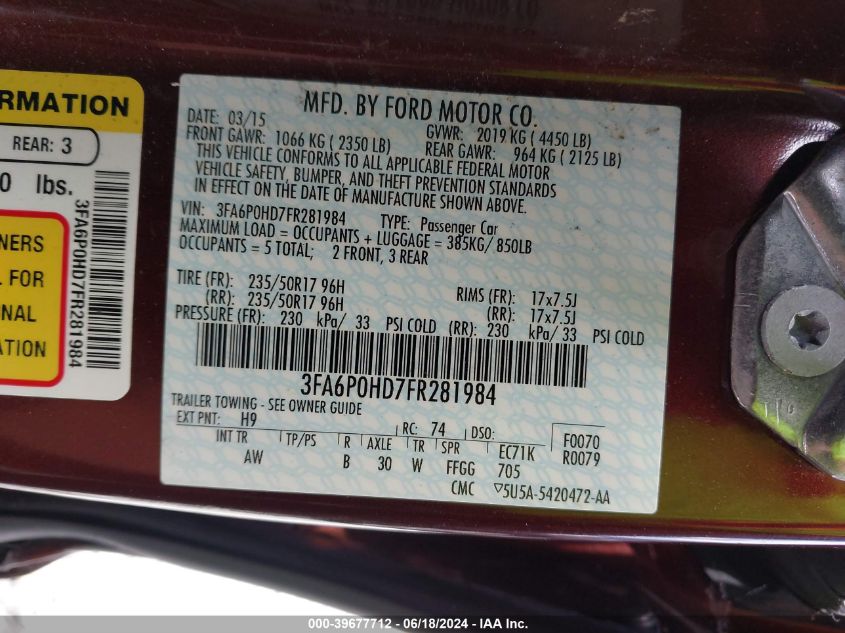 RMATION
REAR: 3
0 lbs.
NERS
L FOR
NAL
ATION
3FA6P0HD7FR281984
MFD. BY FORD MOTOR CO.
DATE: 03/15 GVWR: 2019 KG ( 4450 LB)
FRONT GAWR: 1066 KG ( 2350 LB) REAR GAWR: 964 KG ( 2125 LB)
THIS VEHICLE CONFORMS TO ALL APPLICABLE FEDERAL MOTOR
VEHICLE SAFETY, BUMPER, AND THEFT PREVENTION STANDARDS
IN EFFECT ON THE DATE OF MANUFACTURE SHOWN ABOVE.
VIN: 3FA6P0HD7FR281984 TYPE: Passenger Car
MAXIMUM LOAD = OCCUPANTS + LUGGAGE = 385KG/ 850LB
OCCUPANTS = 5 TOTAL; 2 FRONT, 3 REAR
TIRE (FR): 235/50R17 96H RIMS (FR): 17x7.5J
(RR): 235/50R17 96H (RR): 17x7.5J
PRESSURE (FR): 230 kPa/ 33 PSI COLD (RR): 230 kPa/ 33 PSI COLD
3FA6P0HD7FR281984
TRAILER TOWING - SEE OWNER GUIDE
EXT PNT: H9 RC: 74 DSO: F0070
INT TR TP/PS R AXLE TR SPR EC71K R0079
AW B 30 W FFGG 705
CMC ▽5U5A-5420472-AA
000-39677712 - 06/18/2024 - IAA Inc.